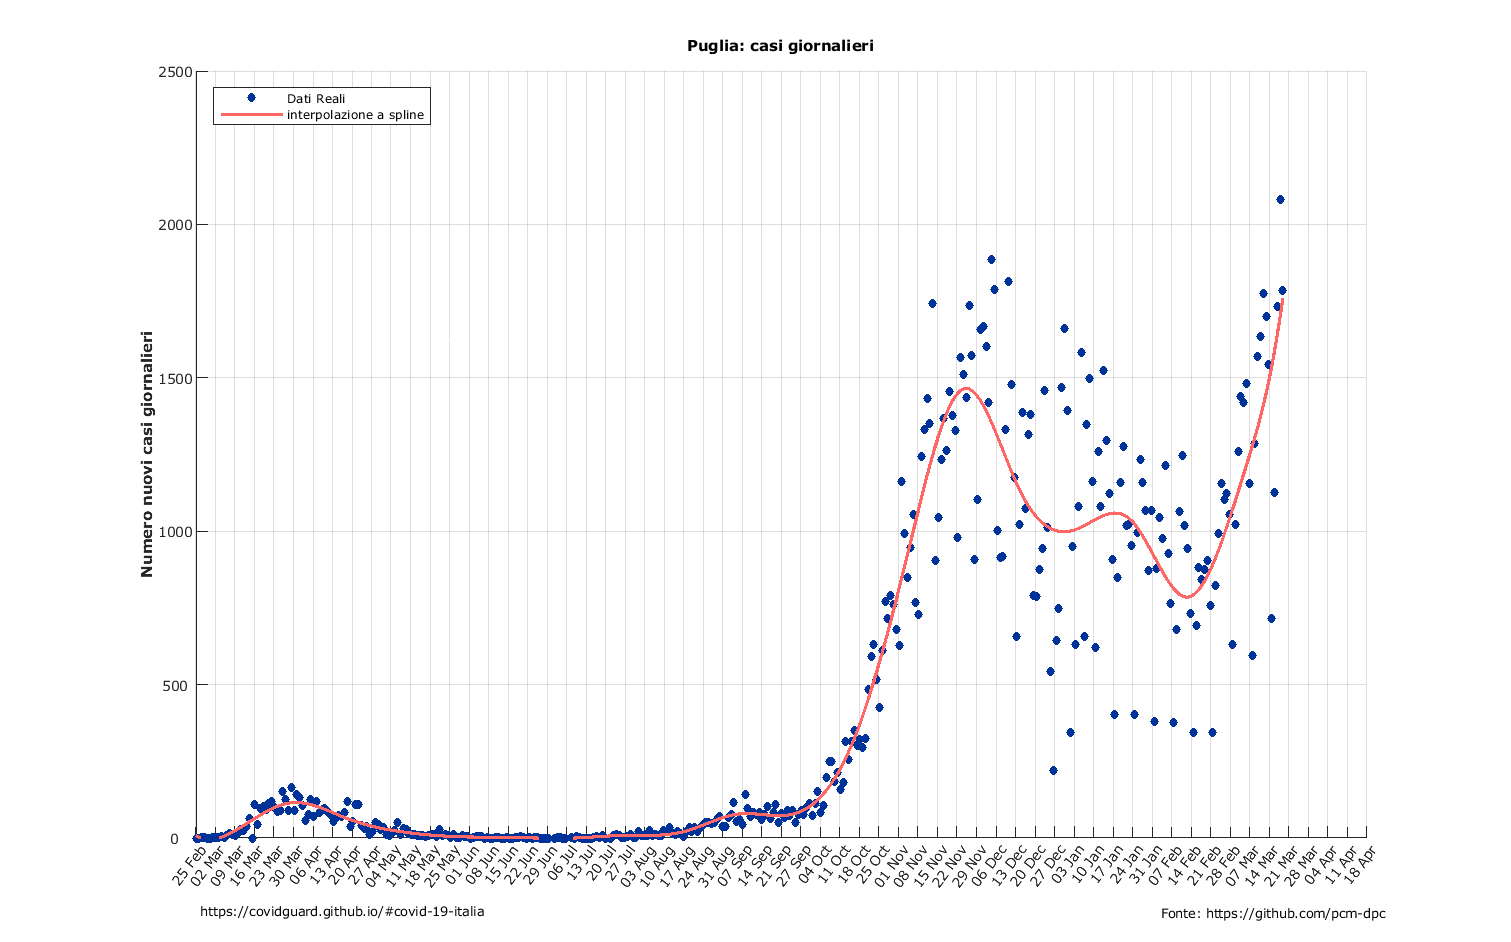 Puglia: casi giornalieri
Dati Reali
interpolazione a spline
Numero nuovi casi giornalieri
2500
2000
1500
1000
500
0
25 Feb
02 Mar
09 Mar
16 Mar
23 Mar
30 Mar
06 Apr
13 Apr
20 Apr
27 Apr
04 May
11 May
18 May
25 May
01 Jun
08 Jun
15 Jun
22 Jun
29 Jun
06 Jul
13 Jul
20 Jul
27 Jul
03 Aug
10 Aug
17 Aug
24 Aug
31 Aug
07 Sep
14 Sep
21 Sep
27 Sep
04 Oct
11 Oct
18 Oct
25 Oct
01 Nov
08 Nov
15 Nov
22 Nov
29 Nov
06 Dec
13 Dec
20 Dec
27 Dec
03 Jan
10 Jan
17 Jan
24 Jan
31 Jan
07 Feb
14 Feb
21 Feb
28 Feb
07 Mar
14 Mar
21 Mar
28 Mar
04 Apr
11 Apr
18 Apr
https://covidguard.github.io/#covid-19-italia
Fonte: https://github.com/pcm-dpc